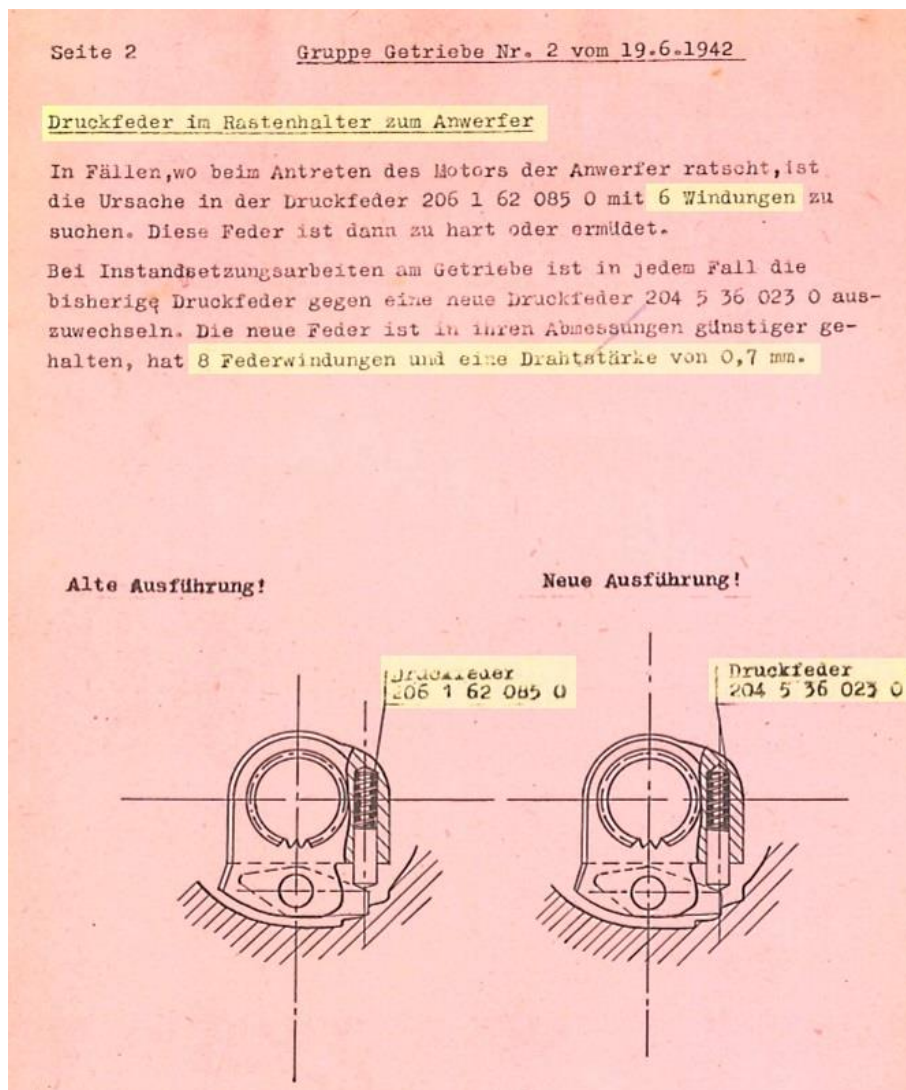 Seite 2 Gruppe Getriebe Nr. 2 vom 19.6.1942
Druckfeder im Rastenhalter zum Anwerfer
In Fällen,wo beim Antreten des Motors der Anwerfer ratscht,ist
die Ursache in der Druckfeder 206 1 62 085 0 mit 6 Windungen zu
suchen. Diese Feder ist dann zu hart oder ermüdet.
Bei Instandsetzungsarbeiten am Getriebe ist in jedem Fall die
bisherige Druckfeder gegen eine neue Druckfeder 204 5 36 023 0 aus-
zuwechseln. Die neue Feder ist in ihren Abmessungen günstiger ge-
halten, hat 8 Federwindungen und eine Drahtstärke von 0,7 mm.
Alte Ausführung!
Neue Ausführung!
Druckfeder
206 1 62 085 0
Druckfeder
204 5 36 023 0